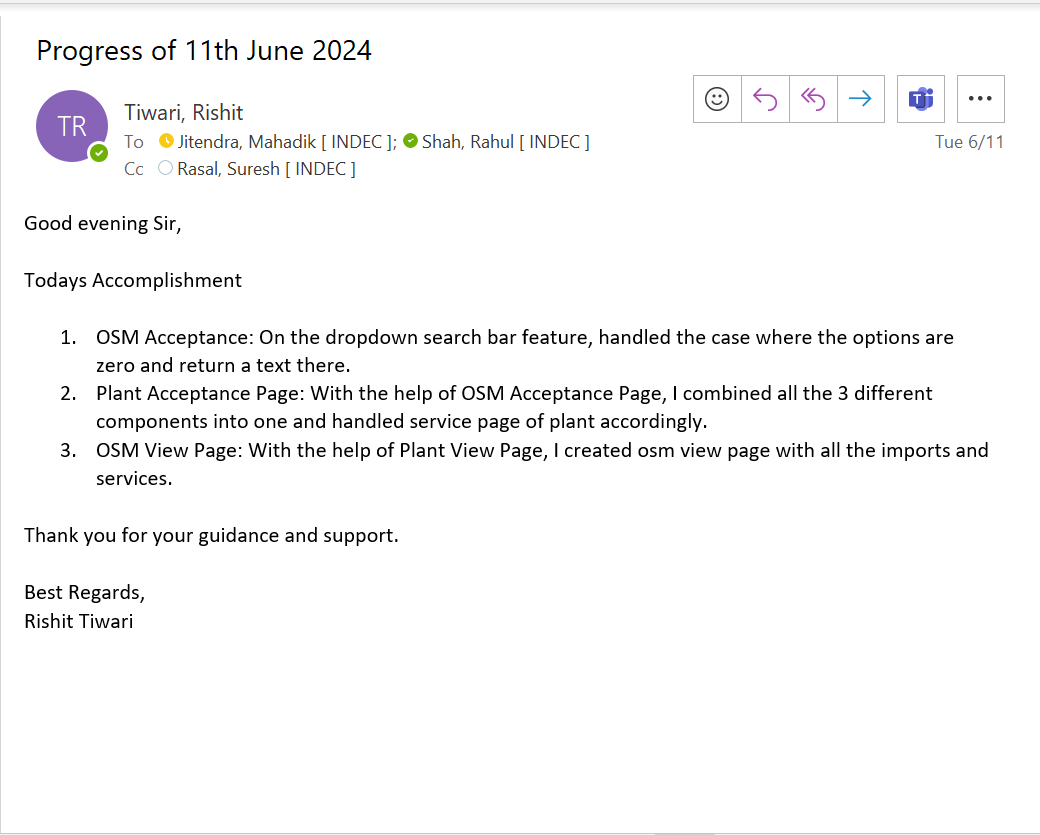 Progress of 11th June 2024
TR
Tiwari, Rishit
To Jitendra, Mahadik [ INDEC ]; Shah, Rahul [ INDEC ]
Tue 6/11
Cc Rasal, Suresh [ INDEC ]
Good evening Sir,
Todays Accomplishment
1. OSM Acceptance: On the dropdown search bar feature, handled the case where the options are
zero and return a text there.
2. Plant Acceptance Page: With the help of OSM Acceptance Page, I combined all the 3 different
components into one and handled service page of plant accordingly.
3. OSM View Page: With the help of Plant View Page, I created osm view page with all the imports and
services.
Thank you for your guidance and support.
Best Regards,
Rishit Tiwari